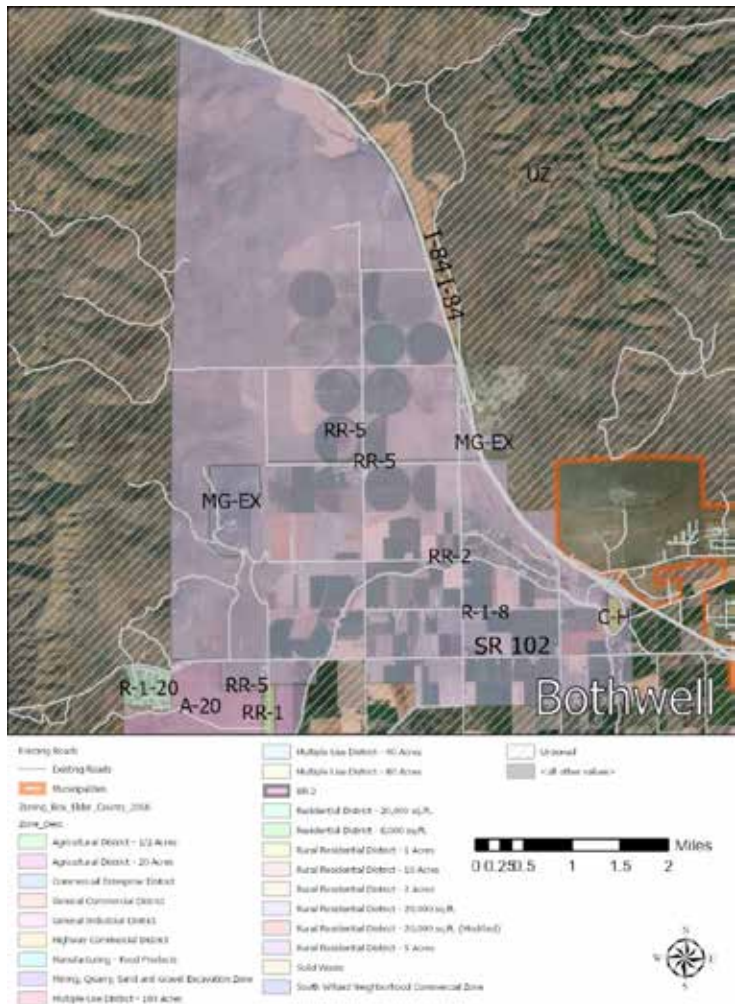 UZ
I-84 I-84
RR-5
MG-EX
RR-5
MG-EX
RR-2
R-1-8
C-H
SR 102
R-1-20
RR-5
A-20
RR-1
Bothwell
Existing Roads
Existing Roads
Municipalities
Zoning_Box_Elder_County_2016
Zone_Desc
Agricultural District - 1/2 Acres
Agricultural District - 20 Acres
Commercial Enterprise District
General Commercial District
General Industrial District
Highway Commercial District
Manufacturing - Food Products
Mining, Quarry, Sand and Gravel Excavation Zone
Multiple Use District - 160 Acres
Multiple Use District - 40 Acres
Multiple Use District - 80 Acres
RR-2
Residential District - 20,000 sq.ft.
Residential District - 8,000 sq.ft.
Rural Residential District - 1 Acres
Rural Residential District - 10 Acres
Rural Residential District - 2 Acres
Rural Residential District - 20,000 sq.ft.
Rural Residential District - 20,000 sq.ft. (Modified)
Rural Residential District - 5 Acres
Solid Waste
South Willard Neighborhood Commercial Zone
Unzoned
<all other values>
Miles
0 0.25 0.5 1 1.5 2
N
W E
S